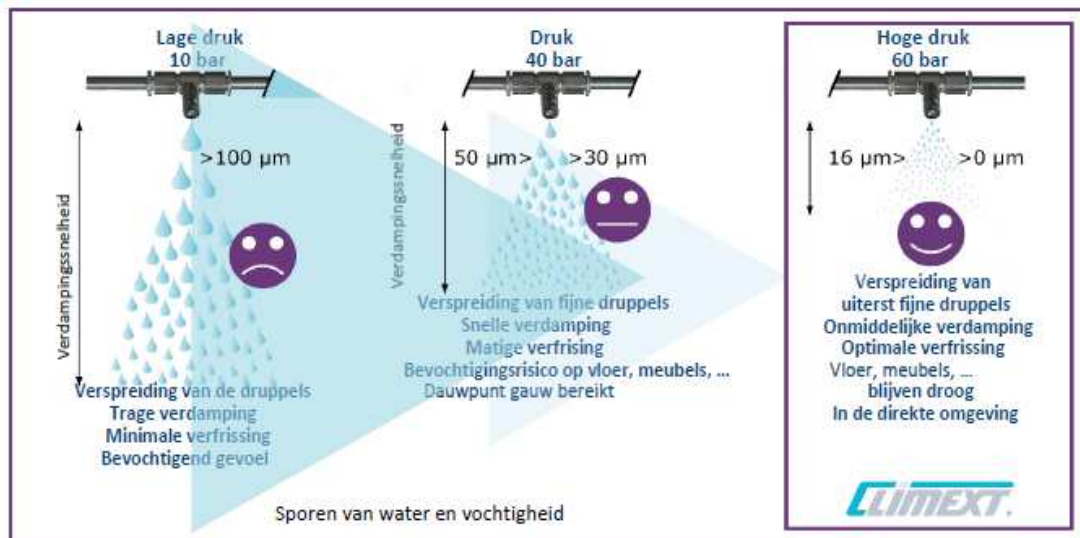 Lage druk
10 bar
Verdampingssnelheid
>100 µm
Verspreiding van de druppels
Trage verdamping
Minimale verfrissing
Bevochtigend gevoel
Druk
40 bar
Verdampingssnelheid
50 µm> >30 µm
Verspreiding van fijne druppels
Snelle verdamping
Matige verfrising
Bevochtigingsrisico op vloer, meubels, ...
Dauwpunt gauw bereikt
Hoge druk
60 bar
16 µm> >0 µm
Verspreiding van
uiterst fijne druppels
Onmiddelijke verdamping
Optimale verfrissing
Vloer, meubels, ...
blijven droog
In de direkte omgeving
CLIMEXT.
Sporen van water en vochtigheid